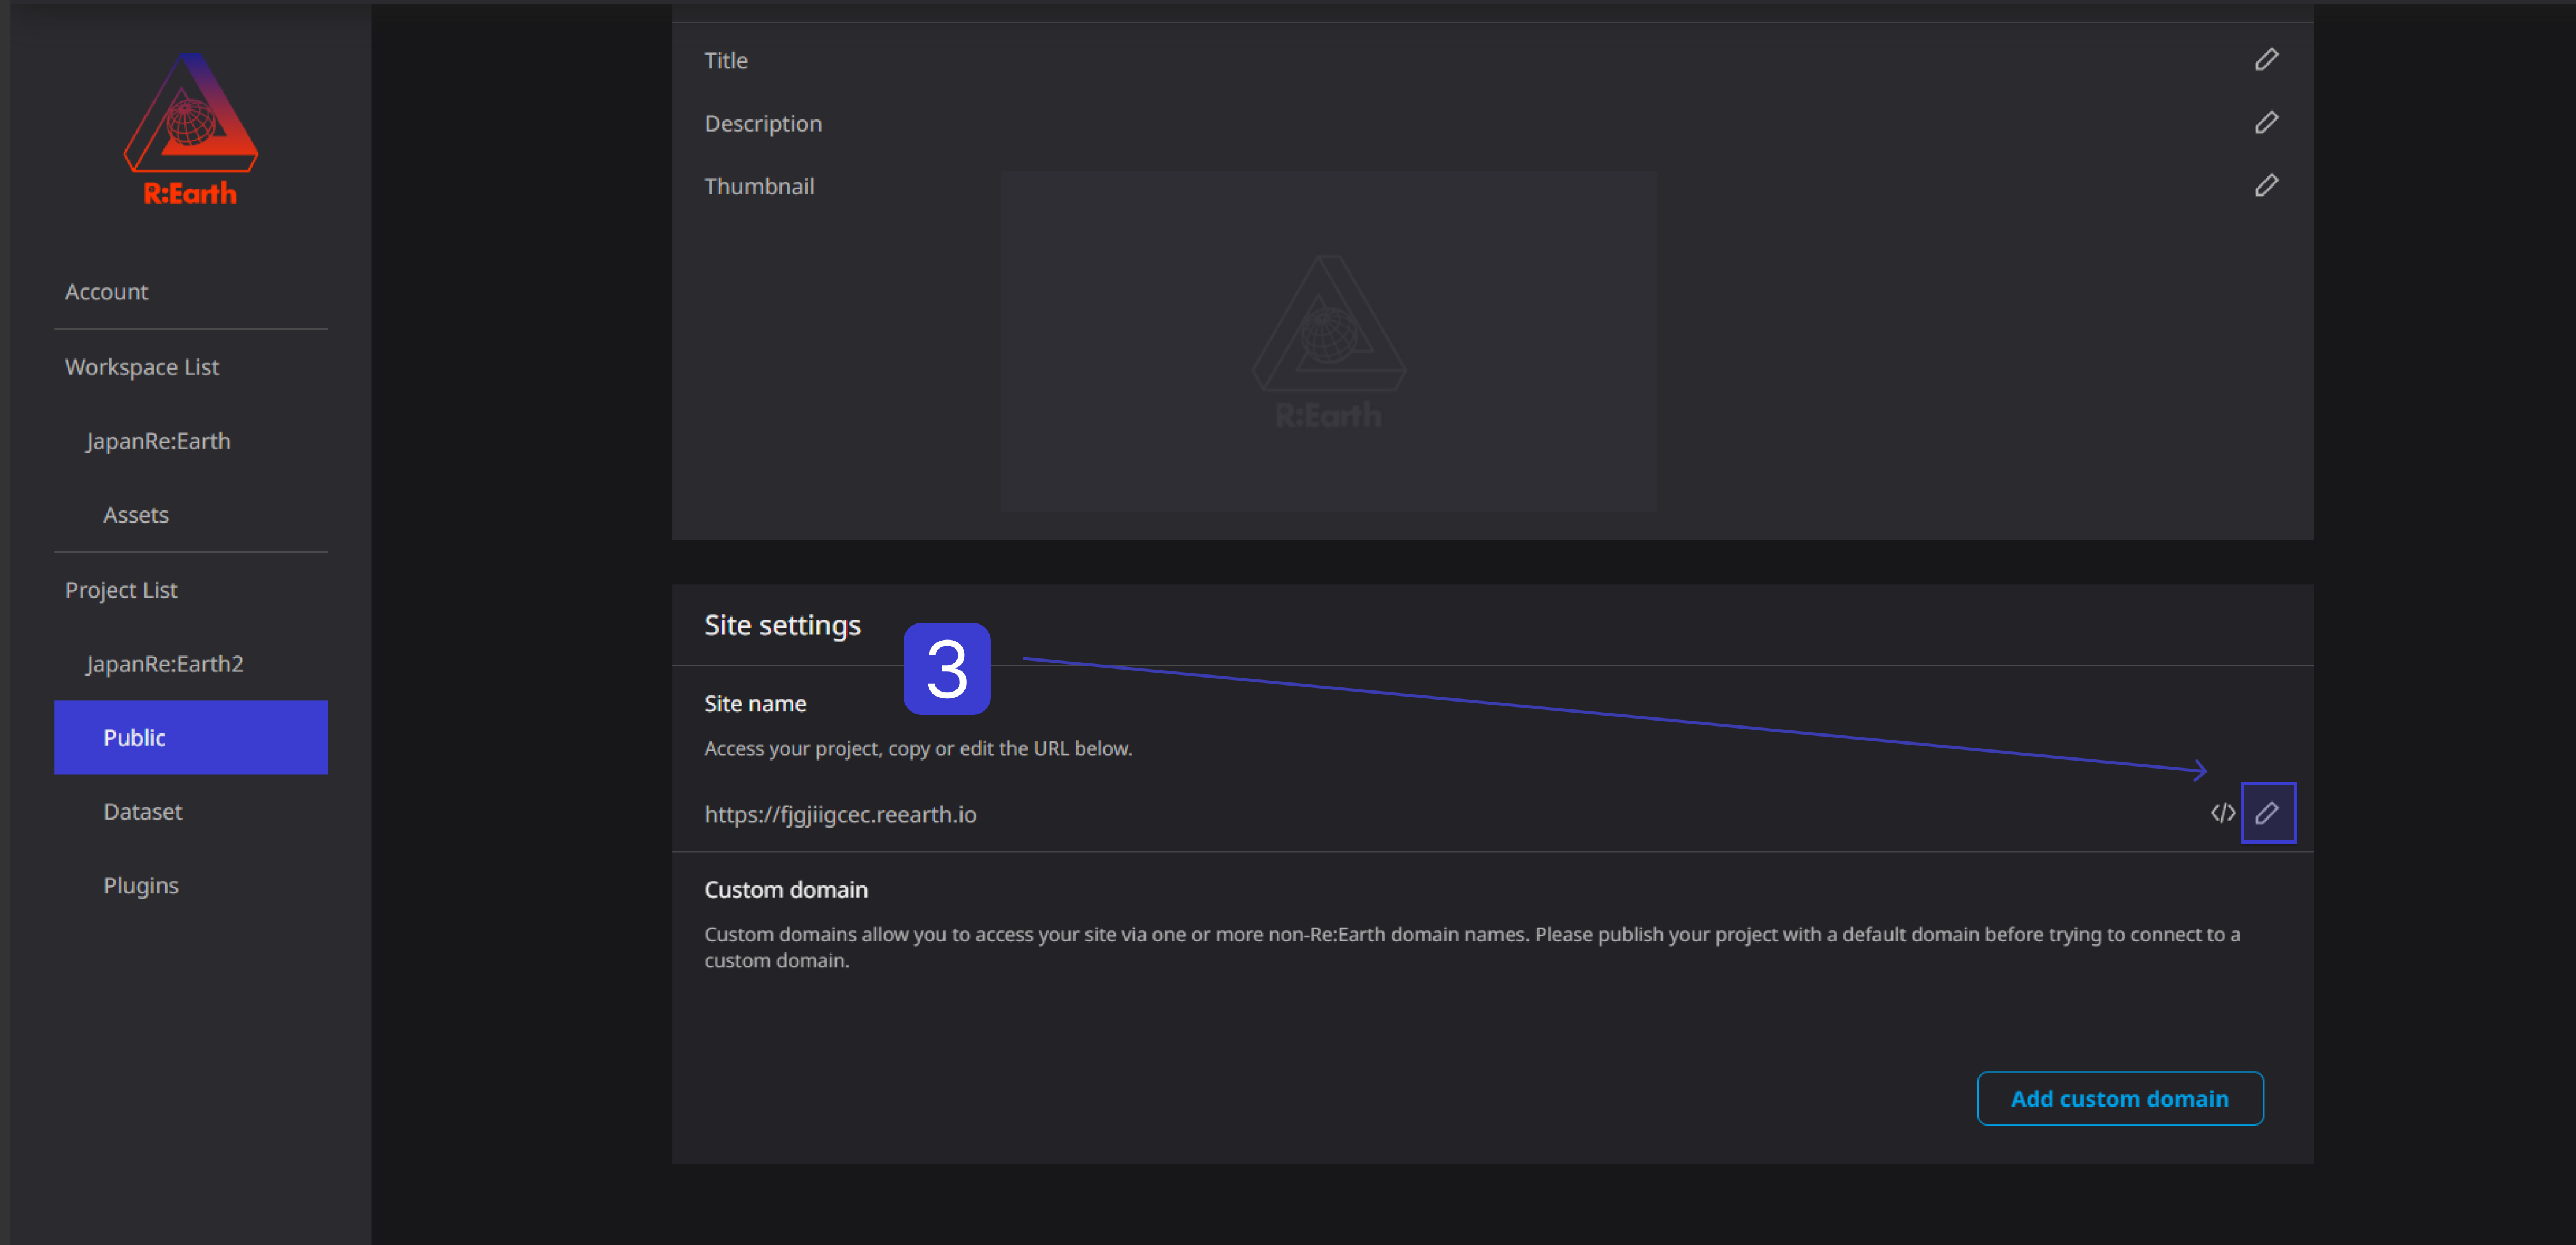 R:Earth
Account
Workspace List
JapanRe:Earth
Assets
Project List
JapanRe:Earth2
Public
Dataset
Plugins
Title
Description
Thumbnail
R:Earth
Site settings
3
Site name
Access your project, copy or edit the URL below.
https://fjgjiigcec.reearth.io
</>
Custom domain
Custom domains allow you to access your site via one or more non-Re:Earth domain names. Please publish your project with a default domain before trying to connect to a
custom domain.
Add custom domain